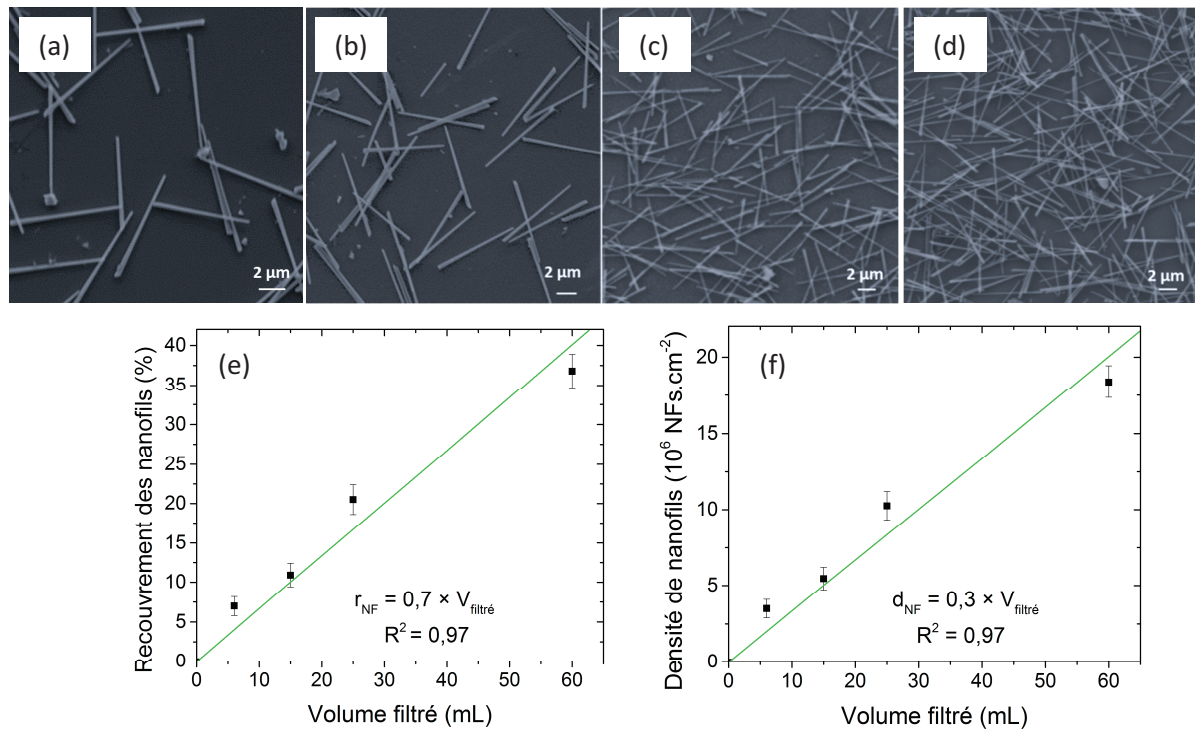 (a)
(b)
(c)
(d)
2 µm
2 µm
2 µm
2 µm
(e)
Recouvrement des nanofils (%)
40
35
30
25
20
15
10
5
0
r_NF = 0,7 × V_filtré
R² = 0,97
0 10 20 30 40 50 60
Volume filtré (mL)
(f)
Densité de nanofils (10⁶ NFs.cm⁻²)
20
15
10
5
0
d_NF = 0,3 × V_filtré
R² = 0,97
0 10 20 30 40 50 60
Volume filtré (mL)